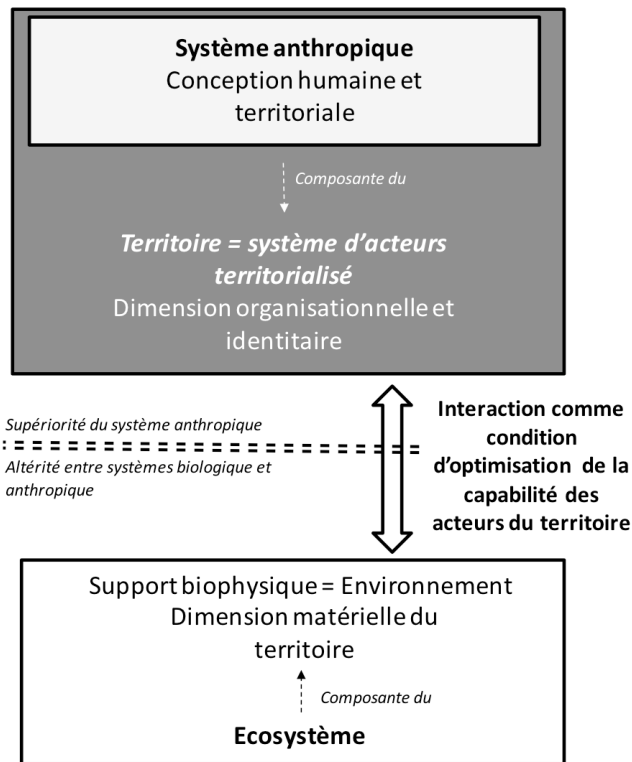 Système anthropique
Conception humaine et
territoriale
Composante du
Territoire = système d'acteurs
territorialisé
Dimension organisationnelle et
identitaire
Supériorité du système anthropique
Altérité entre systèmes biologique et
anthropique
Interaction comme
condition
d'optimisation de la
capabilité des
acteurs du territoire
Support biophysique = Environnement
Dimension matérielle du
territoire
Composante du
Ecosystème